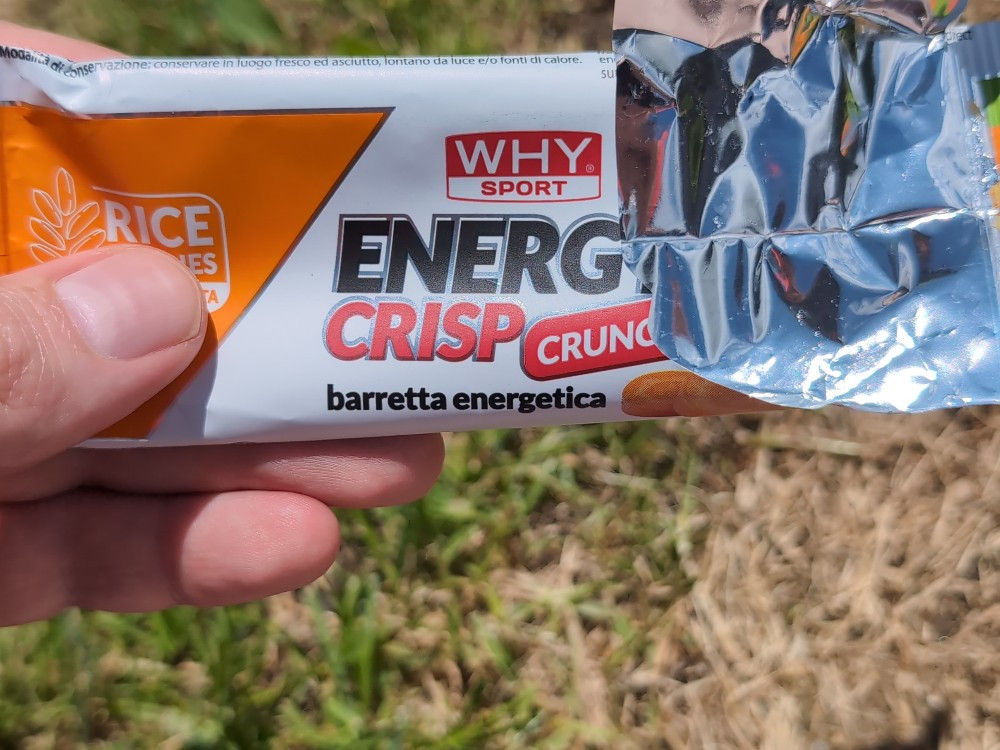 Modalità di conservazione: conservare in luogo fresco ed asciutto, lontano da luce e/o fonti di calore.
WHY®
SPORT
RICE
ENERG
CRISP
CRUNC
barretta energetica